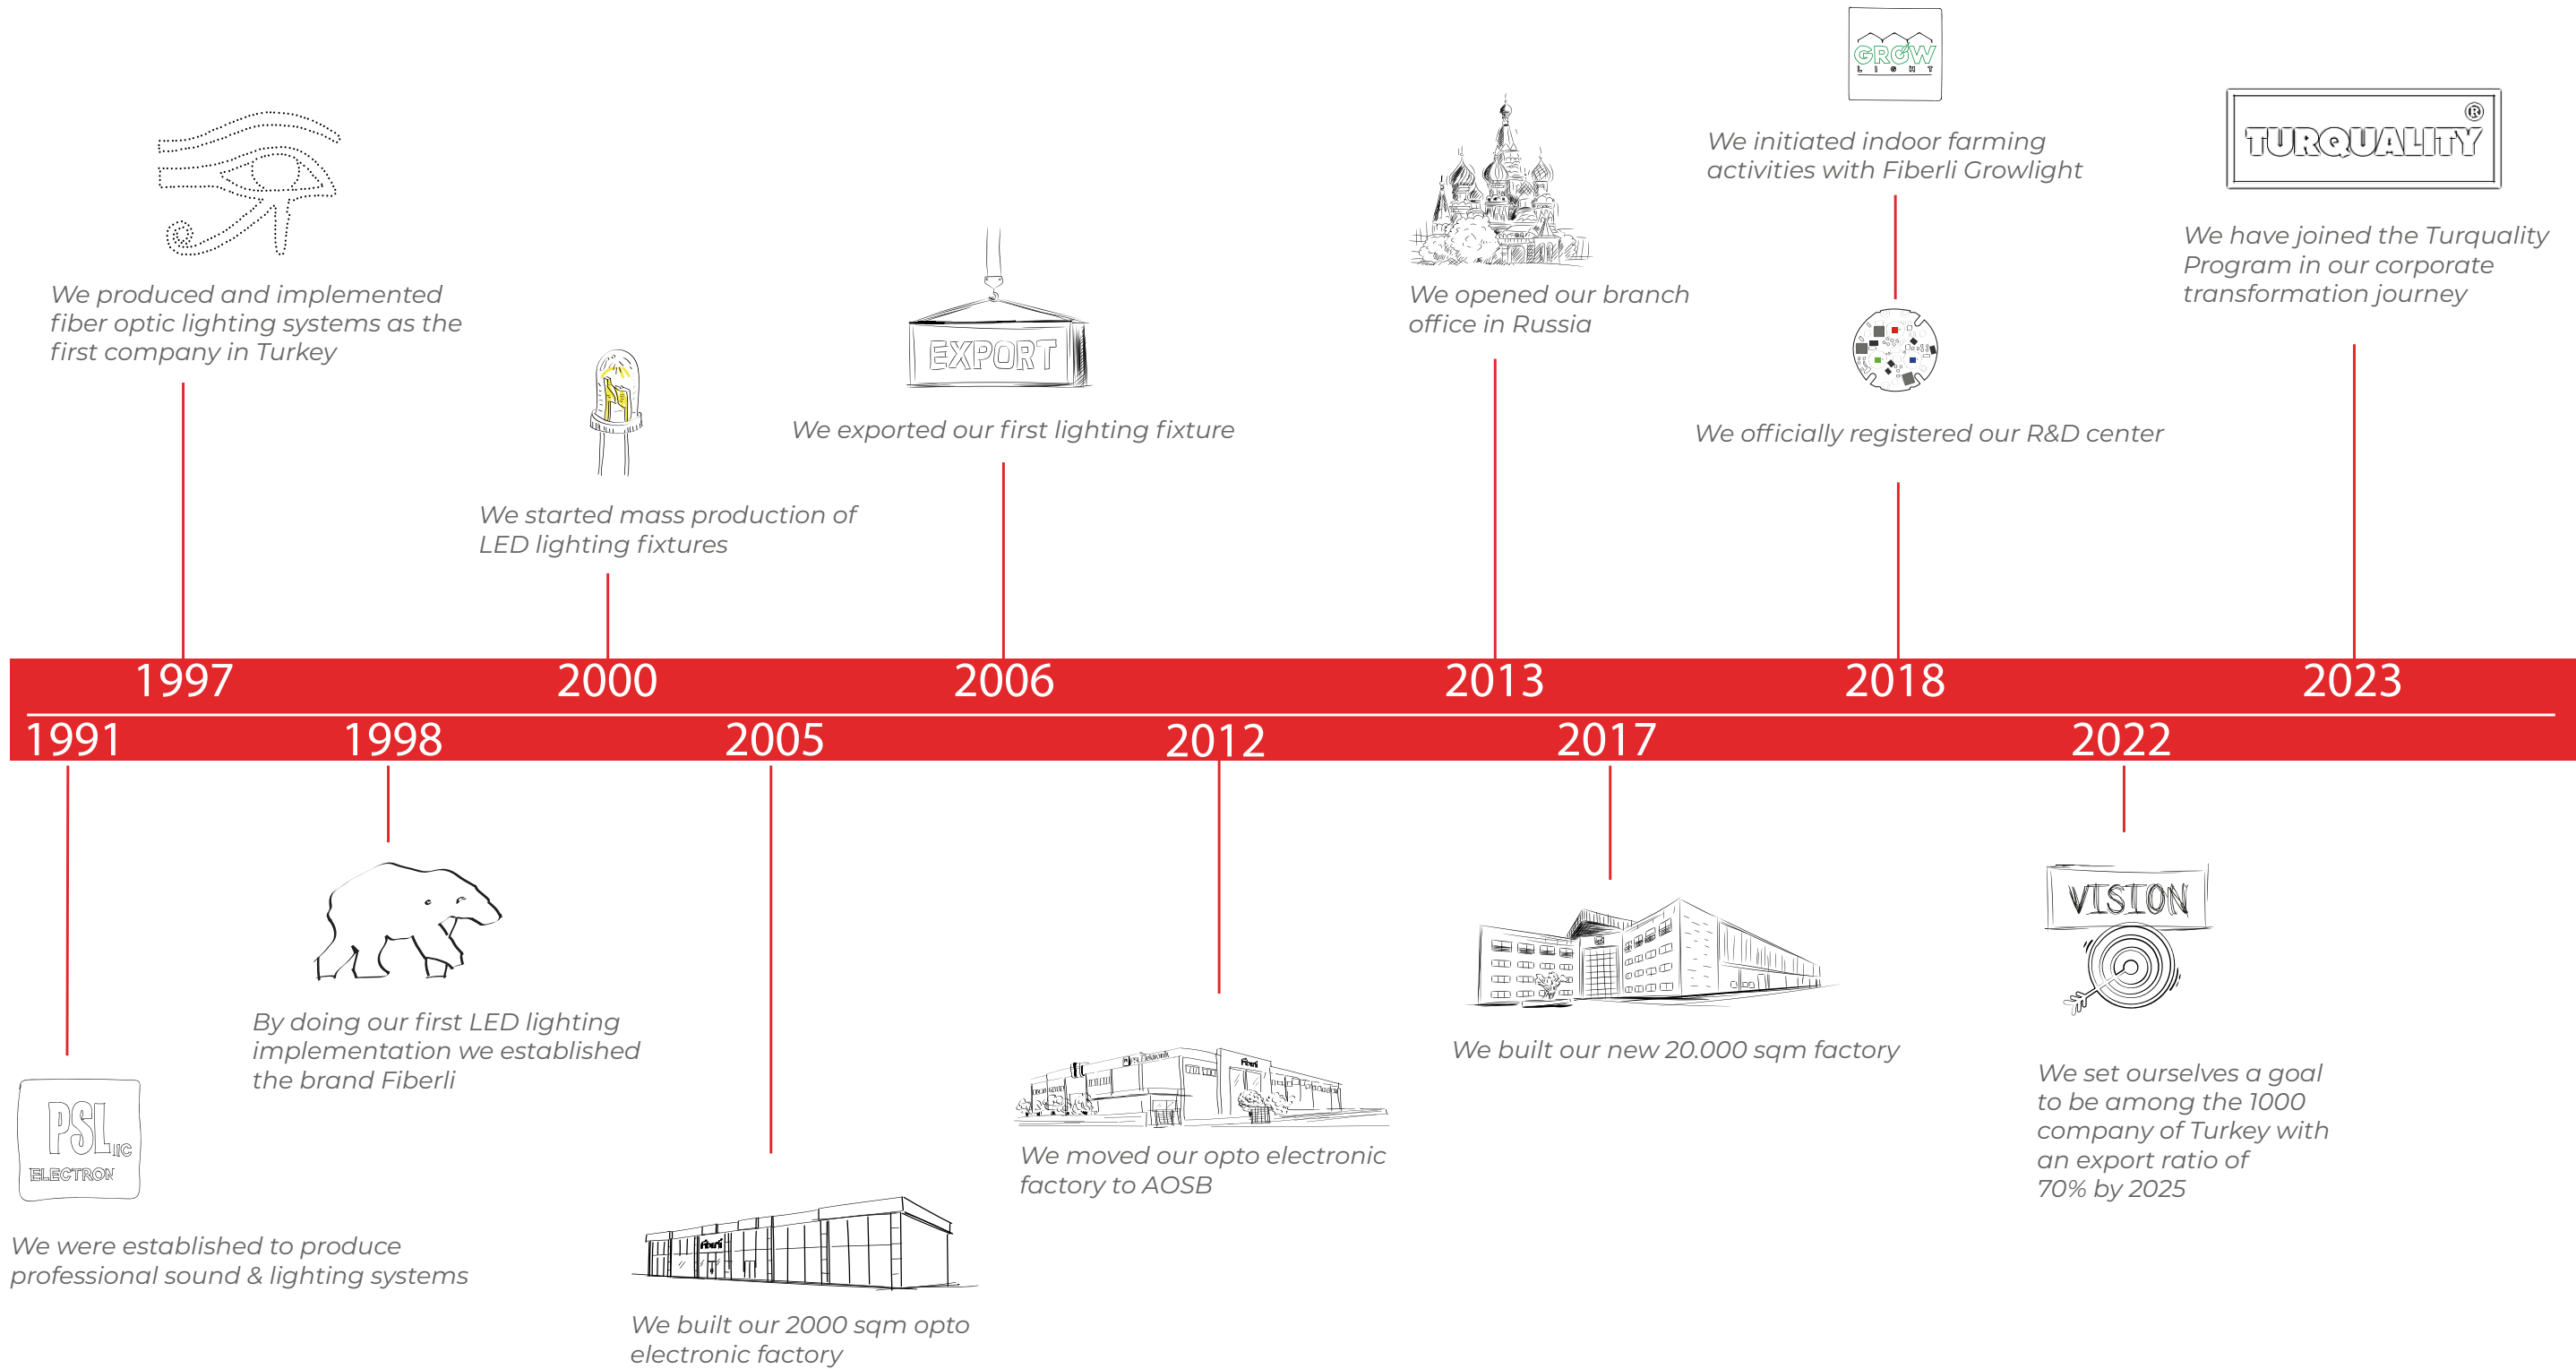 GROW
LIGHT
We initiated indoor farming
activities with Fiberli Growlight
TURQUALITY®
We have joined the Turquality
Program in our corporate
transformation journey
We produced and implemented
fiber optic lighting systems as the
first company in Turkey
We opened our branch
office in Russia
EXPORT
We exported our first lighting fixture
We officially registered our R&D center
We started mass production of
LED lighting fixtures
1997 2000 2006 2013 2018 2023
1991 1998 2005 2012 2017 2022
PSL IIC
ELECTRON
We were established to produce
professional sound & lighting systems
By doing our first LED lighting
implementation we established
the brand Fiberli
Fiberli
We built our 2000 sqm opto
electronic factory
PSL Elektronik
Fiberli
We moved our opto electronic
factory to AOSB
We built our new 20.000 sqm factory
VISION
We set ourselves a goal
to be among the 1000
company of Turkey with
an export ratio of
70% by 2025